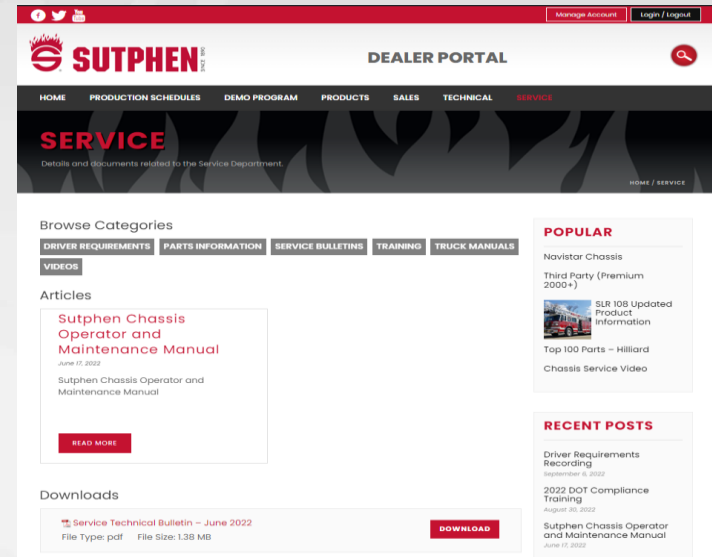 You Tube
Manage Account
Login / Logout
SUTPHEN
SINCE 1890
DEALER PORTAL
HOME PRODUCTION SCHEDULES DEMO PROGRAM PRODUCTS SALES TECHNICAL SERVICE
SERVICE
Details and documents related to the Service Department.
HOME / SERVICE
Browse Categories
DRIVER REQUIREMENTS PARTS INFORMATION SERVICE BULLETINS TRAINING TRUCK MANUALS
VIDEOS
Articles
Sutphen Chassis
Operator and
Maintenance Manual
June 17, 2022
Sutphen Chassis Operator and
Maintenance Manual
READ MORE
Downloads
Service Technical Bulletin – June 2022
File Type: pdf File Size: 1.38 MB
DOWNLOAD
POPULAR
Navistar Chassis
Third Party (Premium
2000+)
SLR 108 Updated
Product
Information
Top 100 Parts – Hilliard
Chassis Service Video
RECENT POSTS
Driver Requirements
Recording
September 6, 2022
2022 DOT Compliance
Training
August 30, 2022
Sutphen Chassis Operator
and Maintenance Manual
June 17, 2022